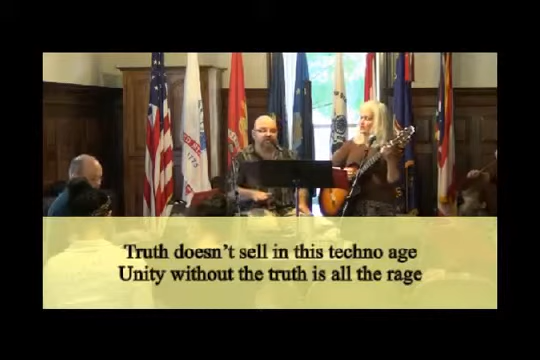 Truth doesn't sell in this techno age
Unity without the truth is all the rage